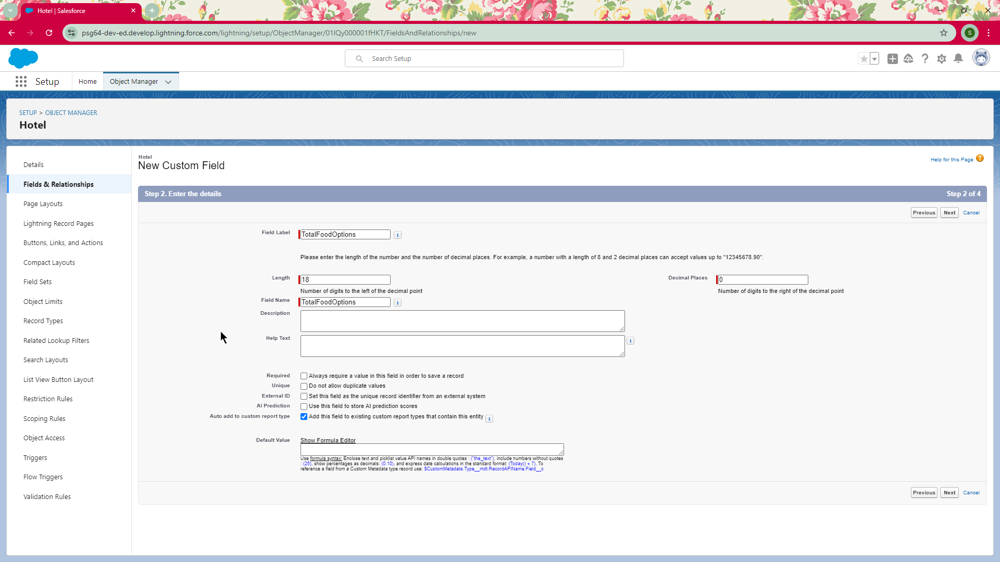 Hotel | Salesforce
psg64-dev-ed.develop.lightning.force.com/lightning/setup/ObjectManager/01IQy000001fHKT/FieldsAndRelationships/new
S
Search Setup
Setup
Home
Object Manager
SETUP > OBJECT MANAGER
Hotel
Details
Fields & Relationships
Page Layouts
Lightning Record Pages
Buttons, Links, and Actions
Compact Layouts
Field Sets
Object Limits
Record Types
Related Lookup Filters
Search Layouts
List View Button Layout
Restriction Rules
Scoping Rules
Object Access
Triggers
Flow Triggers
Validation Rules
Hotel
New Custom Field
Help for this Page ?
Step 2. Enter the details
Step 2 of 4
Previous Next Cancel
Field Label TotalFoodOptions i
Please enter the length of the number and the number of decimal places. For example, a number with a length of 8 and 2 decimal places can accept values up to "12345678.90".
Length 18
Number of digits to the left of the decimal point
Decimal Places 0
Number of digits to the right of the decimal point
Field Name TotalFoodOptions i
Description
Help Text i
Required Always require a value in this field in order to save a record
Unique Do not allow duplicate values
External ID Set this field as the unique record identifier from an external system
AI Prediction Use this field to store AI prediction scores
Auto add to custom report type Add this field to existing custom report types that contain this entity i
Default Value Show Formula Editor
Use formula syntax: Enclose text and picklist value API names in double quotes : ("the_text"), include numbers without quotes
: (25), show percentages as decimals: (0.10), and express date calculations in the standard format: (Today() + 7), To
reference a field from a Custom Metadata type record use: $CustomMetadata.Type__mdt.RecordAPIName.Field__c
Previous Next Cancel